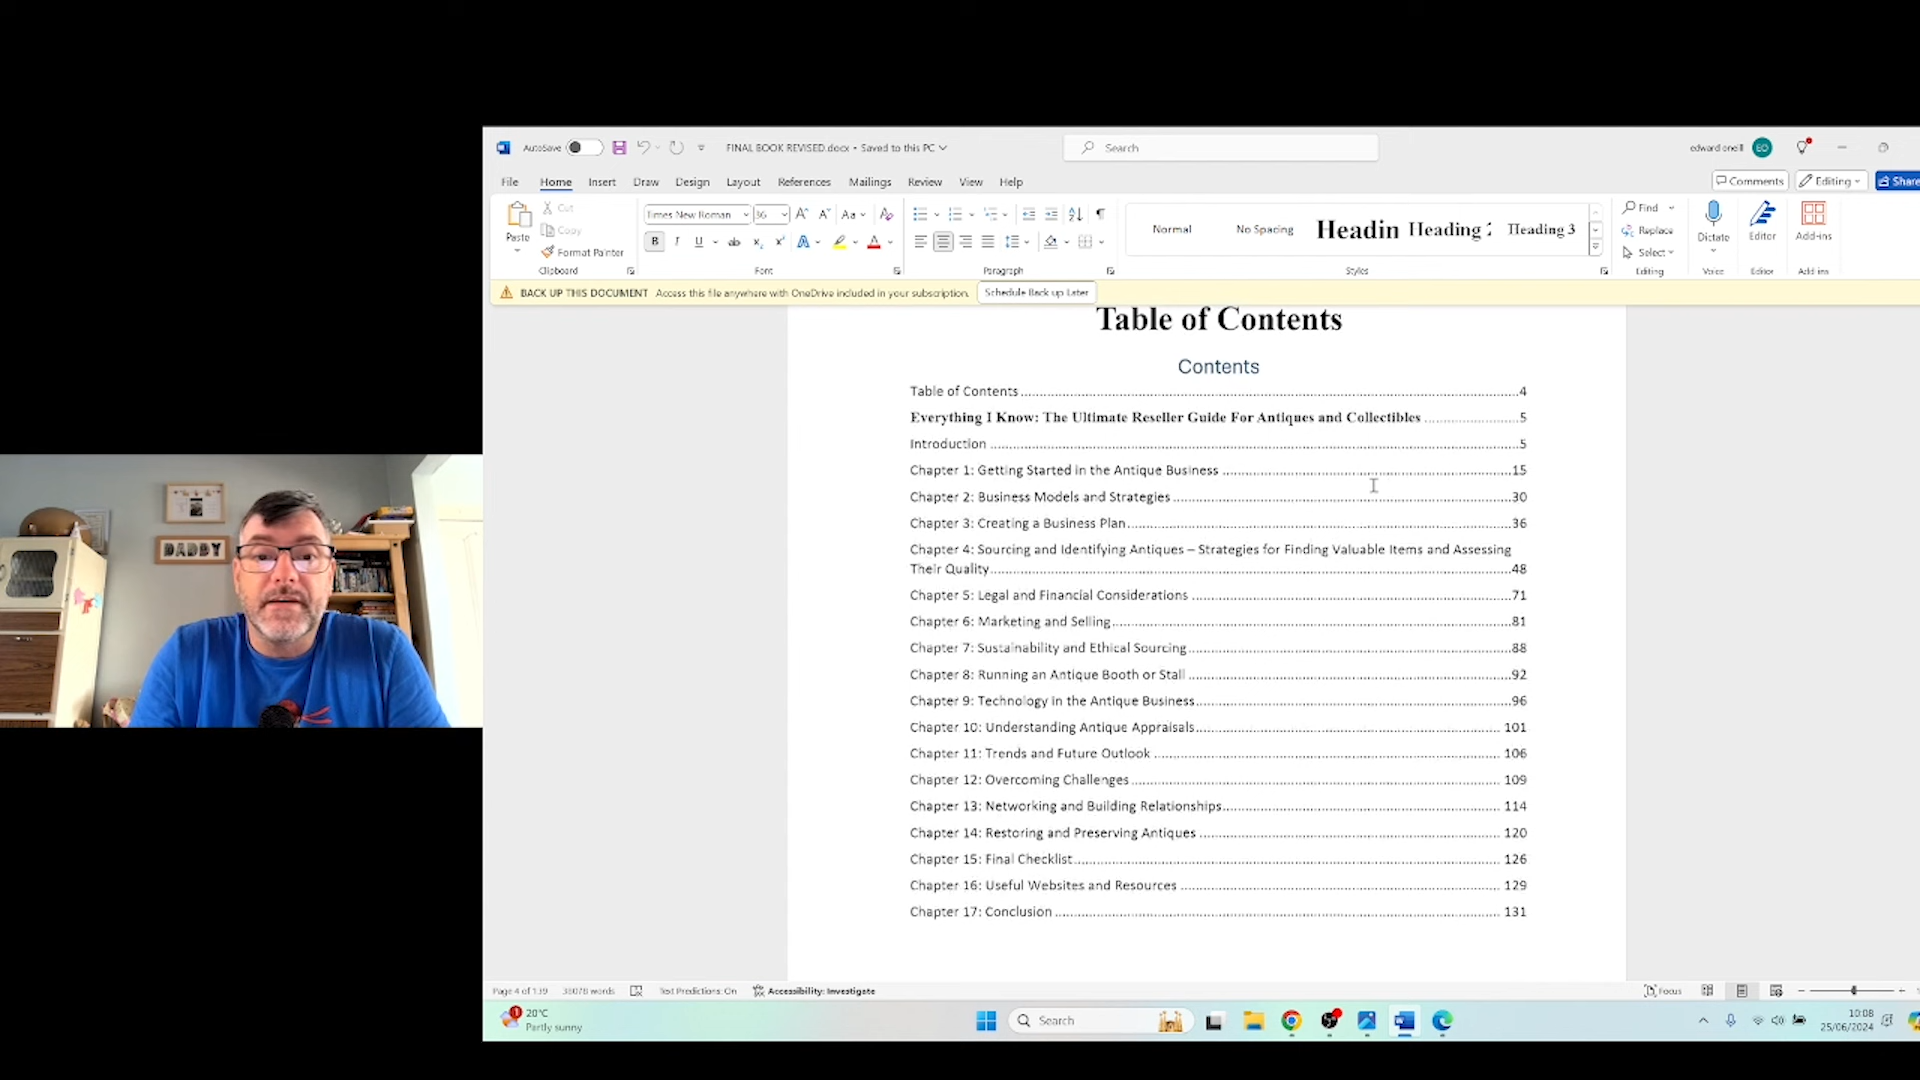 AutoSave
FINAL BOOK REVISED.docx • Saved to this PC
Search
edward oneill
EO
File Home Insert Draw Design Layout References Mailings Review View Help
Comments
Editing
Share
Paste
Cut
Copy
Format Painter
Clipboard
Times New Roman
36
Font
Paragraph
Normal
No Spacing
Headin
Heading 2
Heading 3
Styles
Find
Replace
Select
Editing
Dictate
Voice
Editor
Editor
Add-ins
Add-ins
BACK UP THIS DOCUMENT Access this file anywhere with OneDrive included in your subscription.
Schedule Back up Later
Table of Contents
Contents
Table of Contents 4
Everything I Know: The Ultimate Reseller Guide For Antiques and Collectibles 5
Introduction 5
Chapter 1: Getting Started in the Antique Business 15
Chapter 2: Business Models and Strategies 30
Chapter 3: Creating a Business Plan 36
Chapter 4: Sourcing and Identifying Antiques – Strategies for Finding Valuable Items and Assessing
Their Quality 48
Chapter 5: Legal and Financial Considerations 71
Chapter 6: Marketing and Selling 81
Chapter 7: Sustainability and Ethical Sourcing 88
Chapter 8: Running an Antique Booth or Stall 92
Chapter 9: Technology in the Antique Business 96
Chapter 10: Understanding Antique Appraisals 101
Chapter 11: Trends and Future Outlook 106
Chapter 12: Overcoming Challenges 109
Chapter 13: Networking and Building Relationships 114
Chapter 14: Restoring and Preserving Antiques 120
Chapter 15: Final Checklist 126
Chapter 16: Useful Websites and Resources 129
Chapter 17: Conclusion 131
DADDY
Page 4 of 139
38078 words
Text Predictions: On
Accessibility: Investigate
Focus
20°C
Partly sunny
Search
10:08
25/06/2024